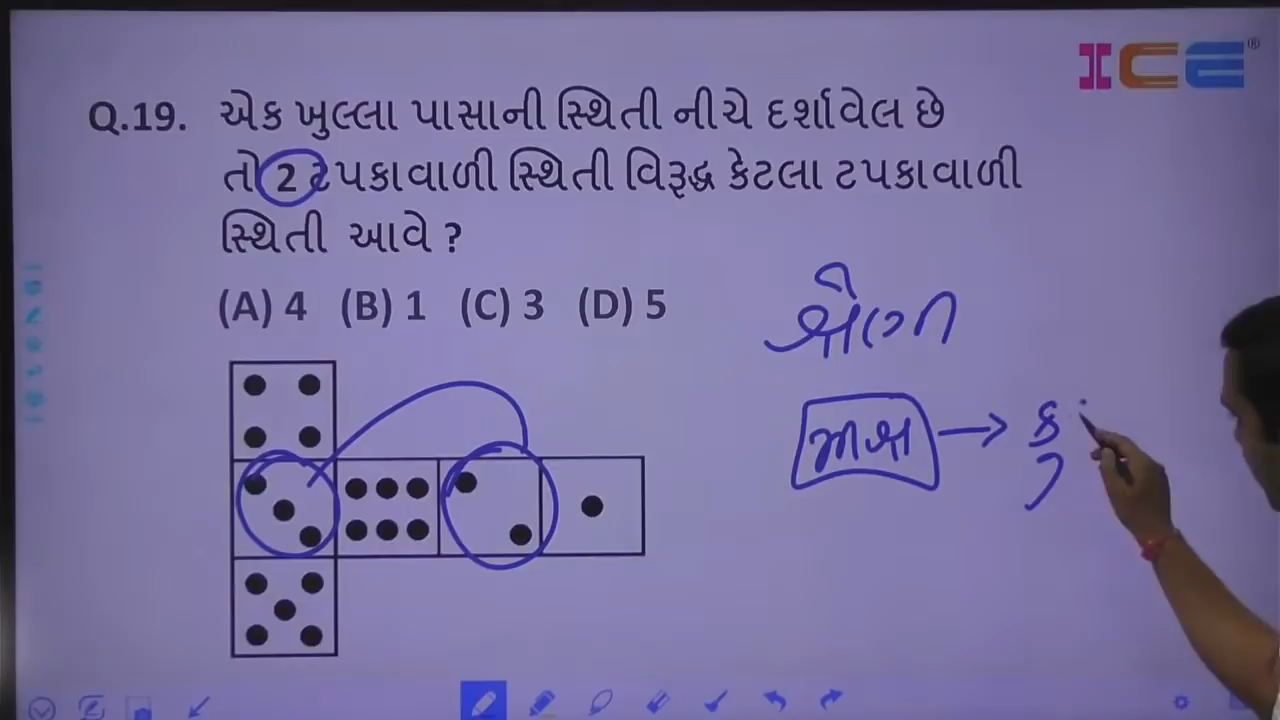 ICE®
Q.19. એક ખુલ્લા પાસાની સ્થિતી નીચે દર્શાવેલ છે
તો 2 ટપકાવાળી સ્થિતી વિરૂદ્ધ કેટલા ટપકાવાળી
સ્થિતી આવે ?
(A) 4 (B) 1 (C) 3 (D) 5